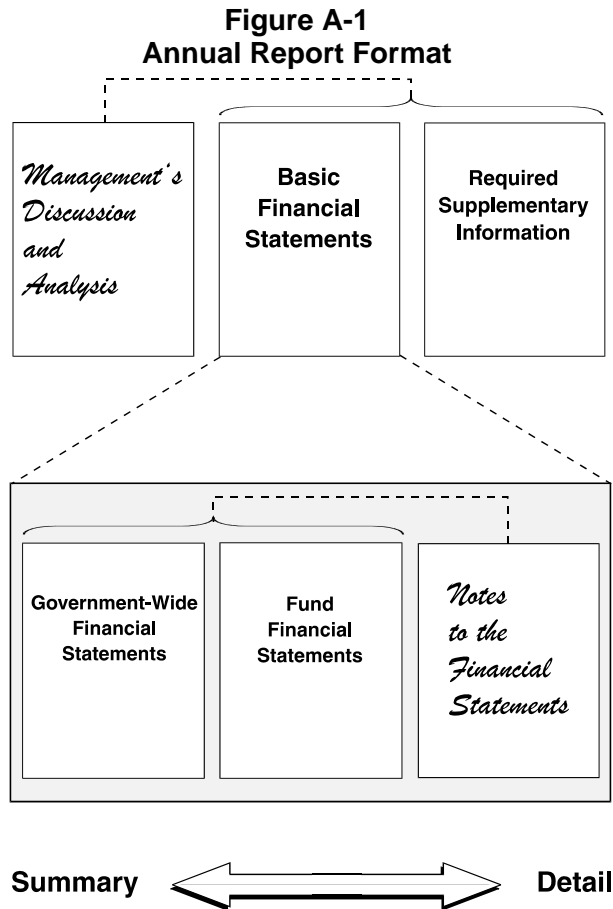 Figure A-1
Annual Report Format
Management's
Discussion
and
Analysis
Basic
Financial
Statements
Required
Supplementary
Information
Government-Wide
Financial
Statements
Fund
Financial
Statements
Notes
to the
Financial
Statements
Summary
Detail